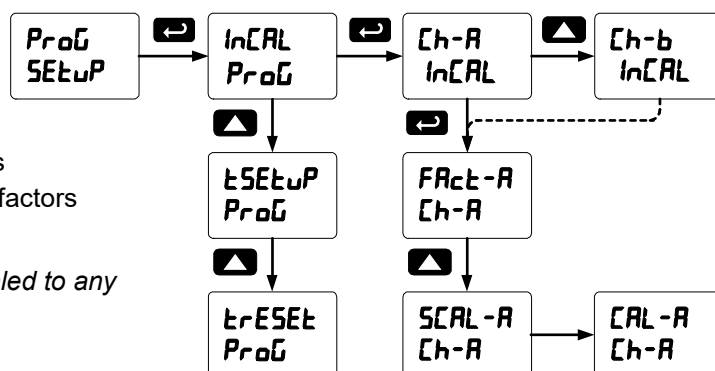 ProG
SEtuP
InCAL
ProG
Ch-A
InCAL
Ch-b
InCAL
s
factors
led to any
tSEtuP
ProG
FAct-A
Ch-A
trESEt
ProG
SCAL-A
Ch-A
CAL-A
Ch-A